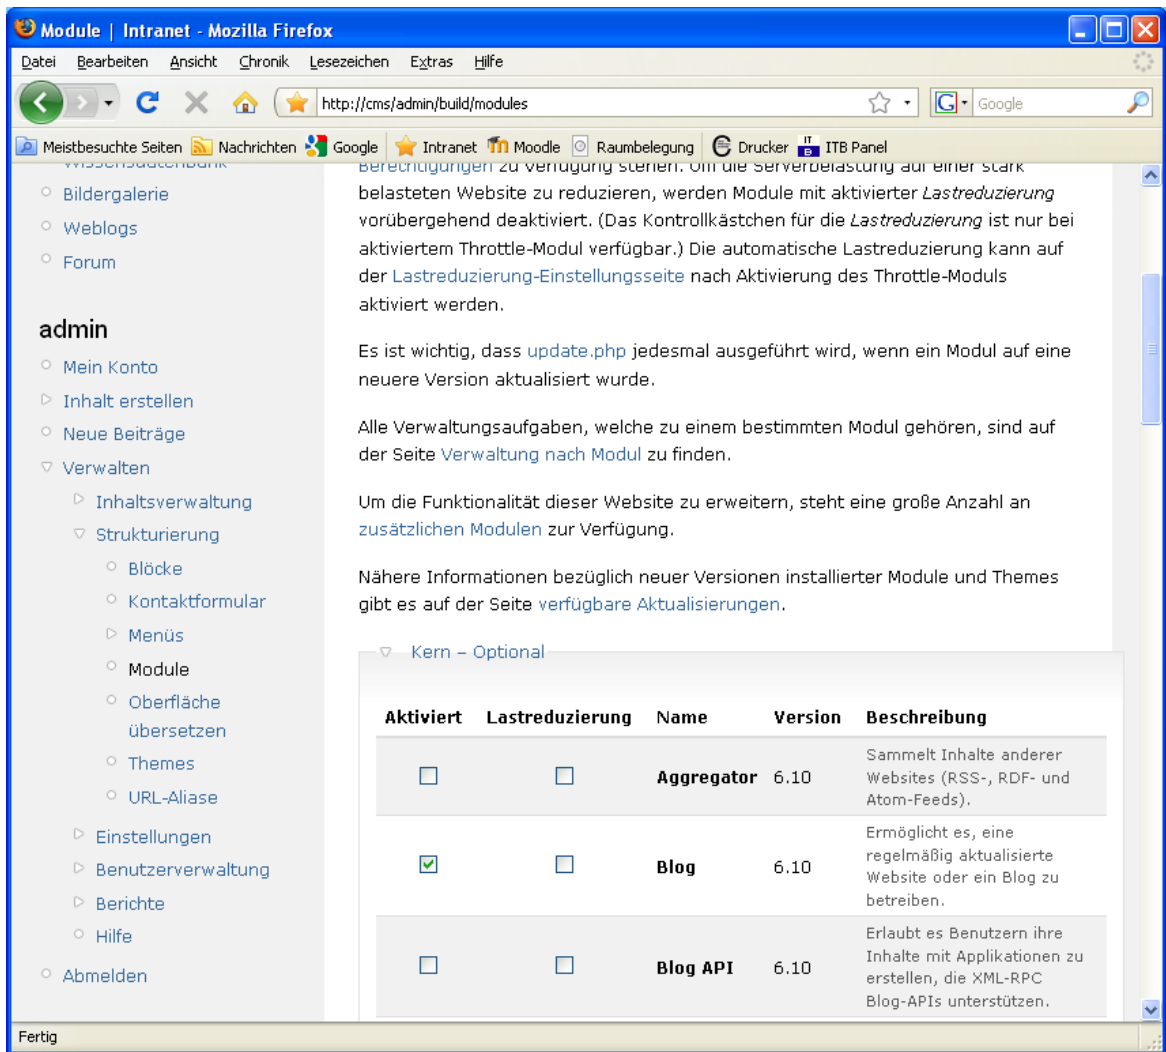 Module | Intranet - Mozilla Firefox
Datei Bearbeiten Ansicht Chronik Lesezeichen Extras Hilfe
http://cms/admin/build/modules
Google
Meistbesuchte Seiten Nachrichten Google Intranet Moodle Raumbelegung Drucker ITB Panel
Wissensdatenbank
Bildergalerie
Weblogs
Forum
admin
Mein Konto
Inhalt erstellen
Neue Beiträge
Verwalten
Inhaltsverwaltung
Strukturierung
Blöcke
Kontaktformular
Menüs
Module
Oberfläche
übersetzen
Themes
URL-Aliase
Einstellungen
Benutzerverwaltung
Berichte
Hilfe
Abmelden
Berechtigungen zu Verfügung stehen. Um die Serverbelastung auf einer stark
belasteten Website zu reduzieren, werden Module mit aktivierter Lastreduzierung
vorübergehend deaktiviert. (Das Kontrollkästchen für die Lastreduzierung ist nur bei
aktiviertem Throttle-Modul verfügbar.) Die automatische Lastreduzierung kann auf
der Lastreduzierung-Einstellungsseite nach Aktivierung des Throttle-Moduls
aktiviert werden.
Es ist wichtig, dass update.php jedesmal ausgeführt wird, wenn ein Modul auf eine
neuere Version aktualisiert wurde.
Alle Verwaltungsaufgaben, welche zu einem bestimmten Modul gehören, sind auf
der Seite Verwaltung nach Modul zu finden.
Um die Funktionalität dieser Website zu erweitern, steht eine große Anzahl an
zusätzlichen Modulen zur Verfügung.
Nähere Informationen bezüglich neuer Versionen installierter Module und Themes
gibt es auf der Seite verfügbare Aktualisierungen.
Kern – Optional
Aktiviert Lastreduzierung Name Version Beschreibung
Aggregator 6.10
Sammelt Inhalte anderer
Websites (RSS-, RDF- und
Atom-Feeds).
Blog 6.10
Ermöglicht es, eine
regelmäßig aktualisierte
Website oder ein Blog zu
betreiben.
Blog API 6.10
Erlaubt es Benutzern ihre
Inhalte mit Applikationen zu
erstellen, die XML-RPC
Blog-APIs unterstützen.
Fertig